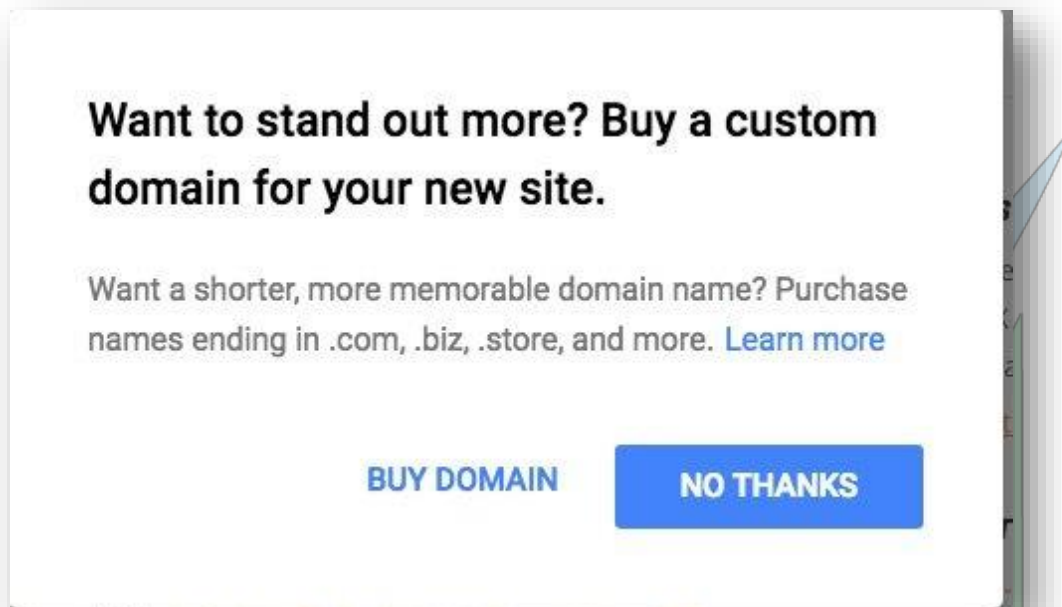 Want to stand out more? Buy a custom
domain for your new site.
Want a shorter, more memorable domain name? Purchase
names ending in .com, .biz, .store, and more. Learn more
BUY DOMAIN
NO THANKS